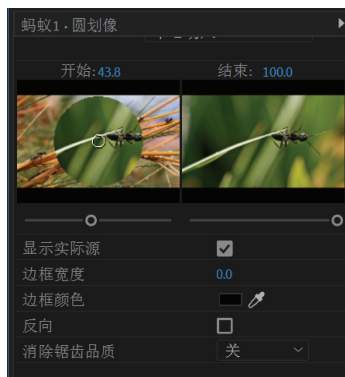 蚂蚁1·圆划像
开始:43.8 结束: 100.0
显示实际源
边框宽度 0.0
边框颜色
反向
消除锯齿品质 关